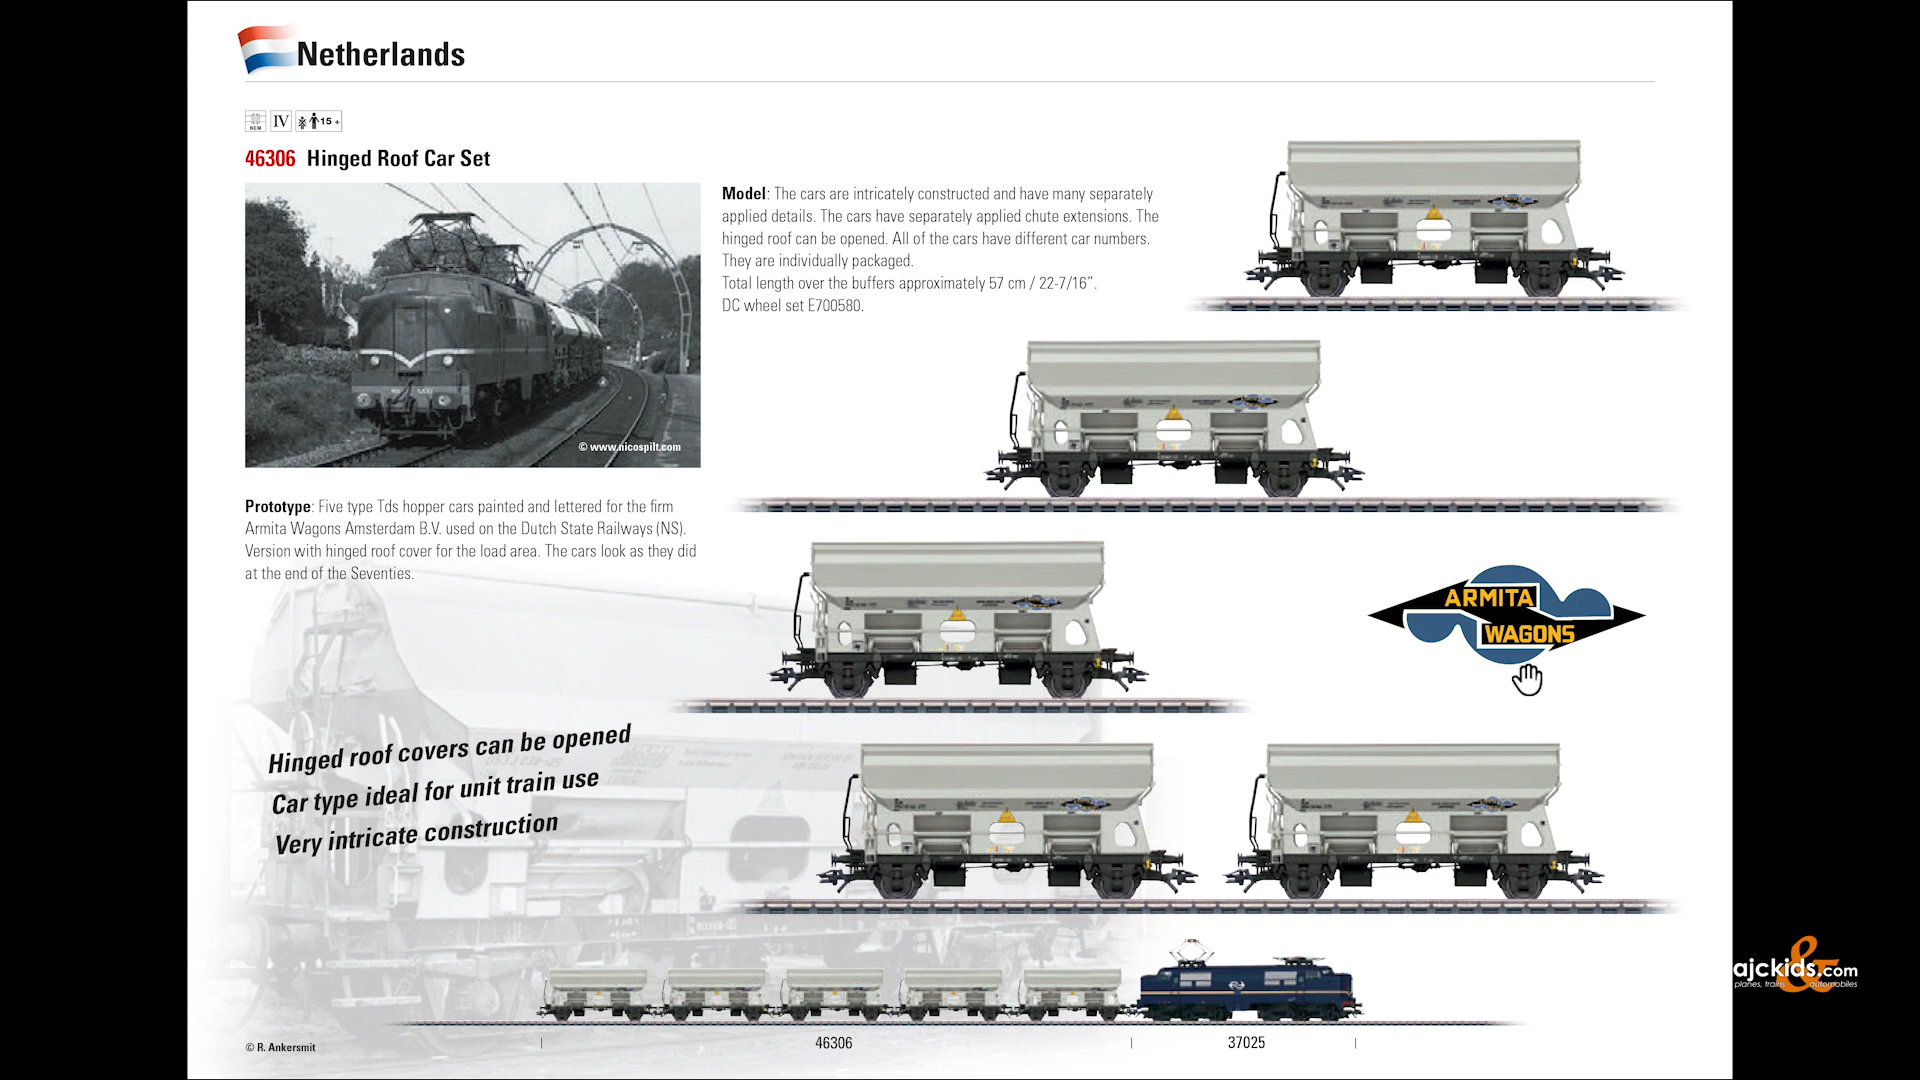 Netherlands
NEM IV 15 +
46306 Hinged Roof Car Set
© www.nicospilt.com
Model: The cars are intricately constructed and have many separately
applied details. The cars have separately applied chute extensions. The
hinged roof can be opened. All of the cars have different car numbers.
They are individually packaged.
Total length over the buffers approximately 57 cm / 22-7/16”.
DC wheel set E700580.
Prototype: Five type Tds hopper cars painted and lettered for the firm
Armita Wagons Amsterdam B.V. used on the Dutch State Railways (NS).
Version with hinged roof cover for the load area. The cars look as they did
at the end of the Seventies.
ARMITA
WAGONS
Hinged roof covers can be opened
Car type ideal for unit train use
Very intricate construction
ajckids.com
planes, trains & automobiles
© R. Ankersmit
46306
37025